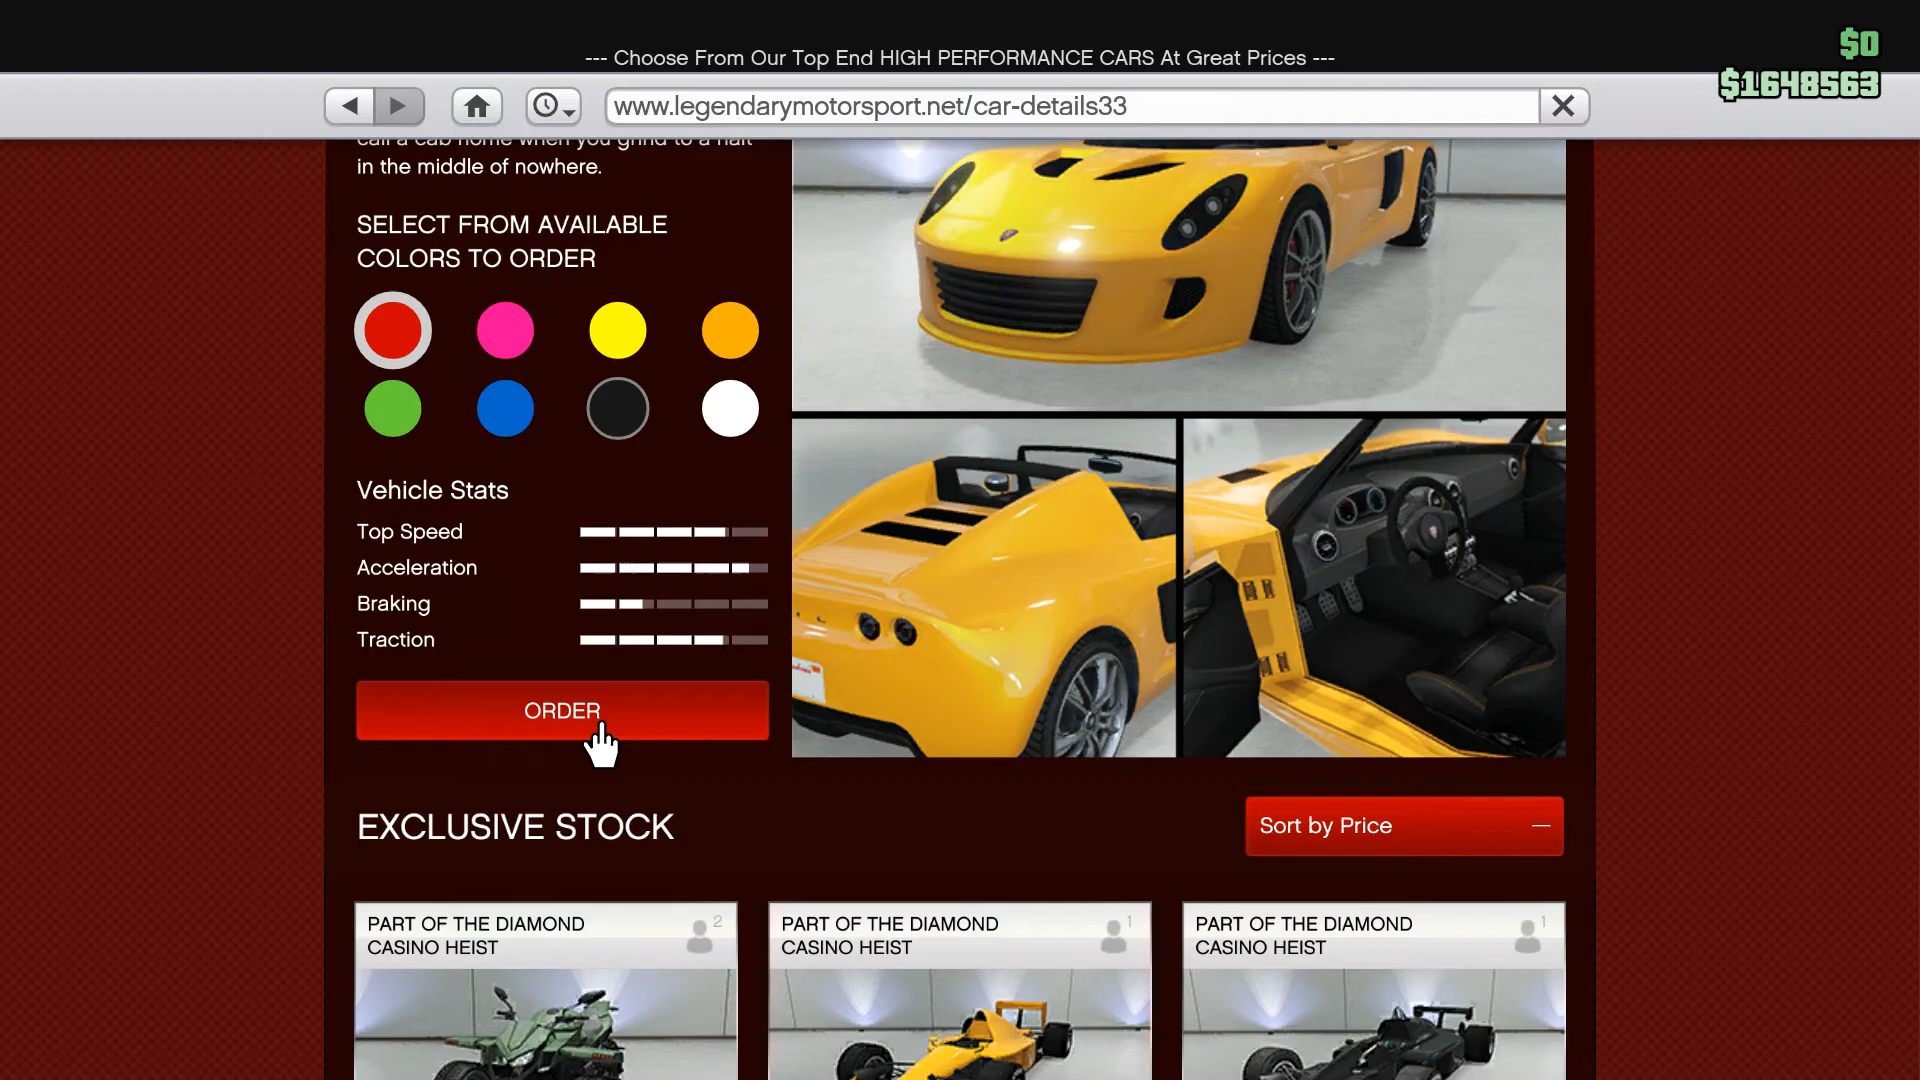 --- Choose From Our Top End HIGH PERFORMANCE CARS At Great Prices ---
$0
$1648563
www.legendarymotorsport.net/car-details33
call a cab home when you grind to a halt
in the middle of nowhere.
SELECT FROM AVAILABLE
COLORS TO ORDER
Vehicle Stats
Top Speed
Acceleration
Braking
Traction
ORDER
EXCLUSIVE STOCK
Sort by Price
PART OF THE DIAMOND
CASINO HEIST
2
PART OF THE DIAMOND
CASINO HEIST
1
PART OF THE DIAMOND
CASINO HEIST
1